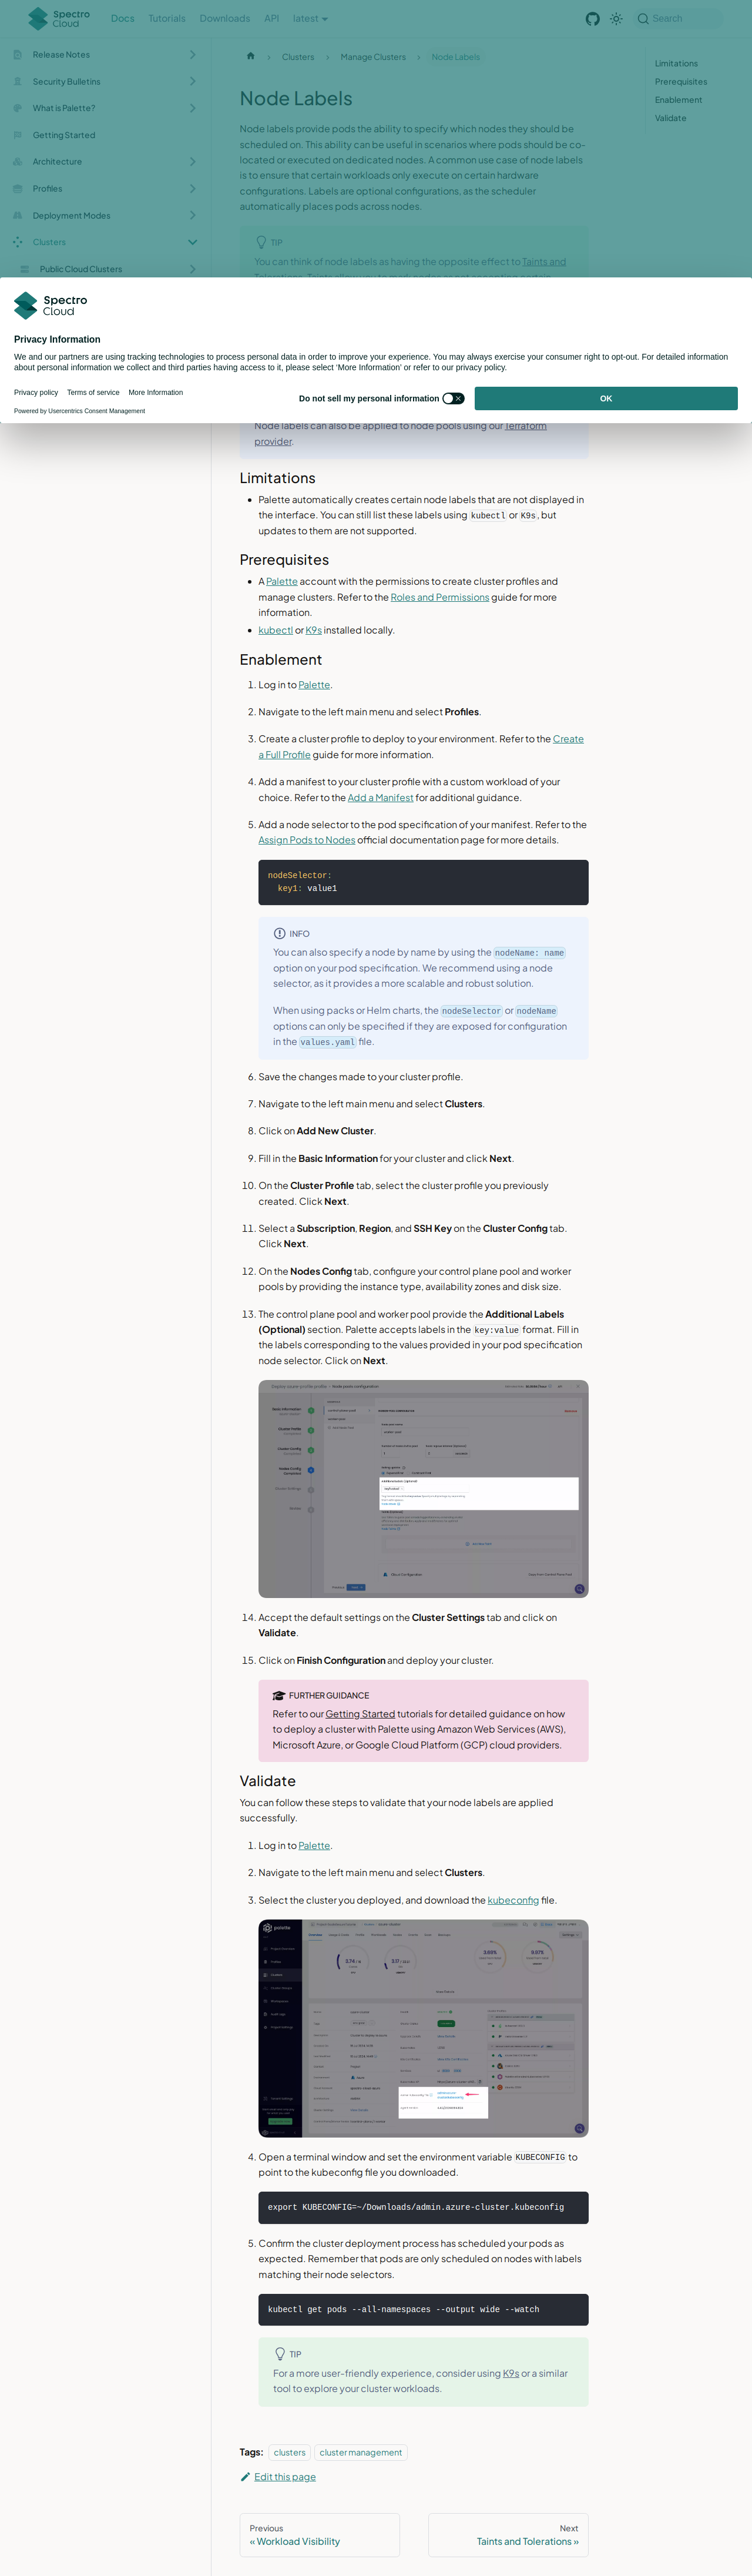 Spectro Cloud
Docs
Tutorials
Downloads
API
latest
Search
Release Notes
Security Bulletins
What is Palette?
Getting Started
Architecture
Profiles
Deployment Modes
Clusters
Public Cloud Clusters
Clusters
Manage Clusters
Node Labels
Limitations
Prerequisites
Enablement
Validate
Node Labels
Node labels provide pods the ability to specify which nodes they should be
scheduled on. This ability can be useful in scenarios where pods should be co-
located or executed on dedicated nodes. A common use case of node labels
is to ensure that certain workloads only execute on certain hardware
configurations. Labels are optional configurations, as the scheduler
automatically places pods across nodes.
TIP
You can think of node labels as having the opposite effect to Taints and
Spectro Cloud
Privacy Information
We and our partners are using tracking technologies to process personal data in order to improve your experience. You may always exercise your consumer right to opt-out. For detailed information
about personal information we collect and third parties having access to it, please select ‘More Information’ or refer to our privacy policy.
Privacy policy
Terms of service
More Information
Do not sell my personal information
OK
Powered by Usercentrics Consent Management
Node labels can also be applied to node pools using our Terraform
provider.
Limitations
Palette automatically creates certain node labels that are not displayed in
the interface. You can still list these labels using kubectl or K9s, but
updates to them are not supported.
Prerequisites
A Palette account with the permissions to create cluster profiles and
manage clusters. Refer to the Roles and Permissions guide for more
information.
kubectl or K9s installed locally.
Enablement
1. Log in to Palette.
2. Navigate to the left main menu and select Profiles.
3. Create a cluster profile to deploy to your environment. Refer to the Create
a Full Profile guide for more information.
4. Add a manifest to your cluster profile with a custom workload of your
choice. Refer to the Add a Manifest for additional guidance.
5. Add a node selector to the pod specification of your manifest. Refer to the
Assign Pods to Nodes official documentation page for more details.
nodeSelector:
key1: value1
INFO
You can also specify a node by name by using the nodeName: name
option on your pod specification. We recommend using a node
selector, as it provides a more scalable and robust solution.
When using packs or Helm charts, the nodeSelector or nodeName
options can only be specified if they are exposed for configuration
in the values.yaml file.
6. Save the changes made to your cluster profile.
7. Navigate to the left main menu and select Clusters.
8. Click on Add New Cluster.
9. Fill in the Basic Information for your cluster and click Next.
10. On the Cluster Profile tab, select the cluster profile you previously
created. Click Next.
11. Select a Subscription, Region, and SSH Key on the Cluster Config tab.
Click Next.
12. On the Nodes Config tab, configure your control plane pool and worker
pools by providing the instance type, availability zones and disk size.
13. The control plane pool and worker pool provide the Additional Labels
(Optional) section. Palette accepts labels in the key:value format. Fill in
the labels corresponding to the values provided in your pod specification
node selector. Click on Next.
14. Accept the default settings on the Cluster Settings tab and click on
Validate.
15. Click on Finish Configuration and deploy your cluster.
FURTHER GUIDANCE
Refer to our Getting Started tutorials for detailed guidance on how
to deploy a cluster with Palette using Amazon Web Services (AWS),
Microsoft Azure, or Google Cloud Platform (GCP) cloud providers.
Validate
You can follow these steps to validate that your node labels are applied
successfully.
1. Log in to Palette.
2. Navigate to the left main menu and select Clusters.
3. Select the cluster you deployed, and download the kubeconfig file.
palette
4. Open a terminal window and set the environment variable KUBECONFIG to
point to the kubeconfig file you downloaded.
export KUBECONFIG=~/Downloads/admin.azure-cluster.kubeconfig
5. Confirm the cluster deployment process has scheduled your pods as
expected. Remember that pods are only scheduled on nodes with labels
matching their node selectors.
kubectl get pods --all-namespaces --output wide --watch
TIP
For a more user-friendly experience, consider using K9s or a similar
tool to explore your cluster workloads.
Tags:
clusters
cluster management
Edit this page
Previous
« Workload Visibility
Next
Taints and Tolerations »